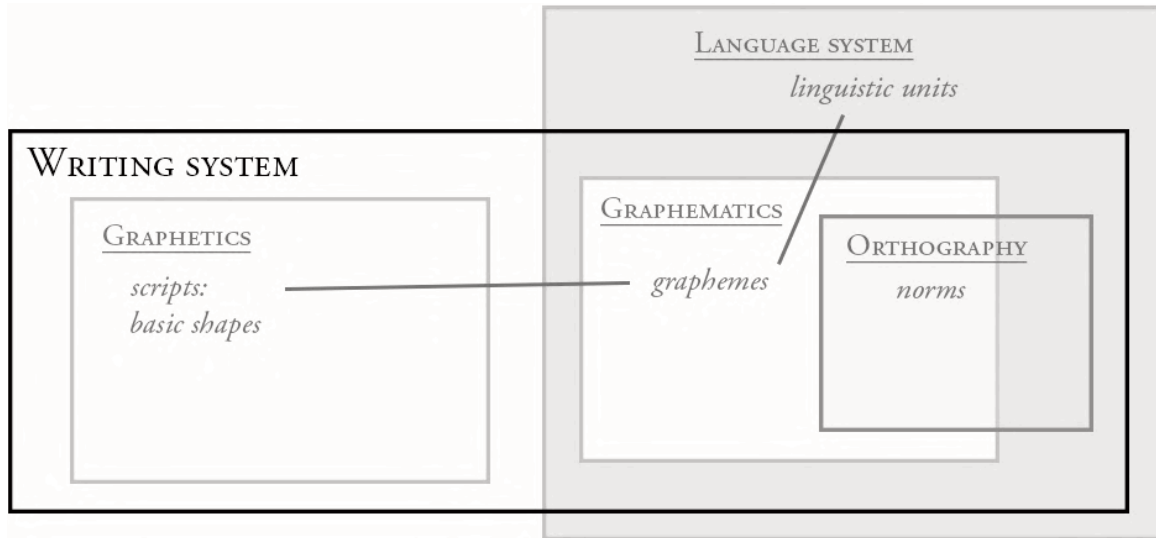 LANGUAGE SYSTEM
linguistic units
WRITING SYSTEM
GRAPHETICS
scripts:
basic shapes
GRAPHEMATICS
graphemes
ORTHOGRAPHY
norms